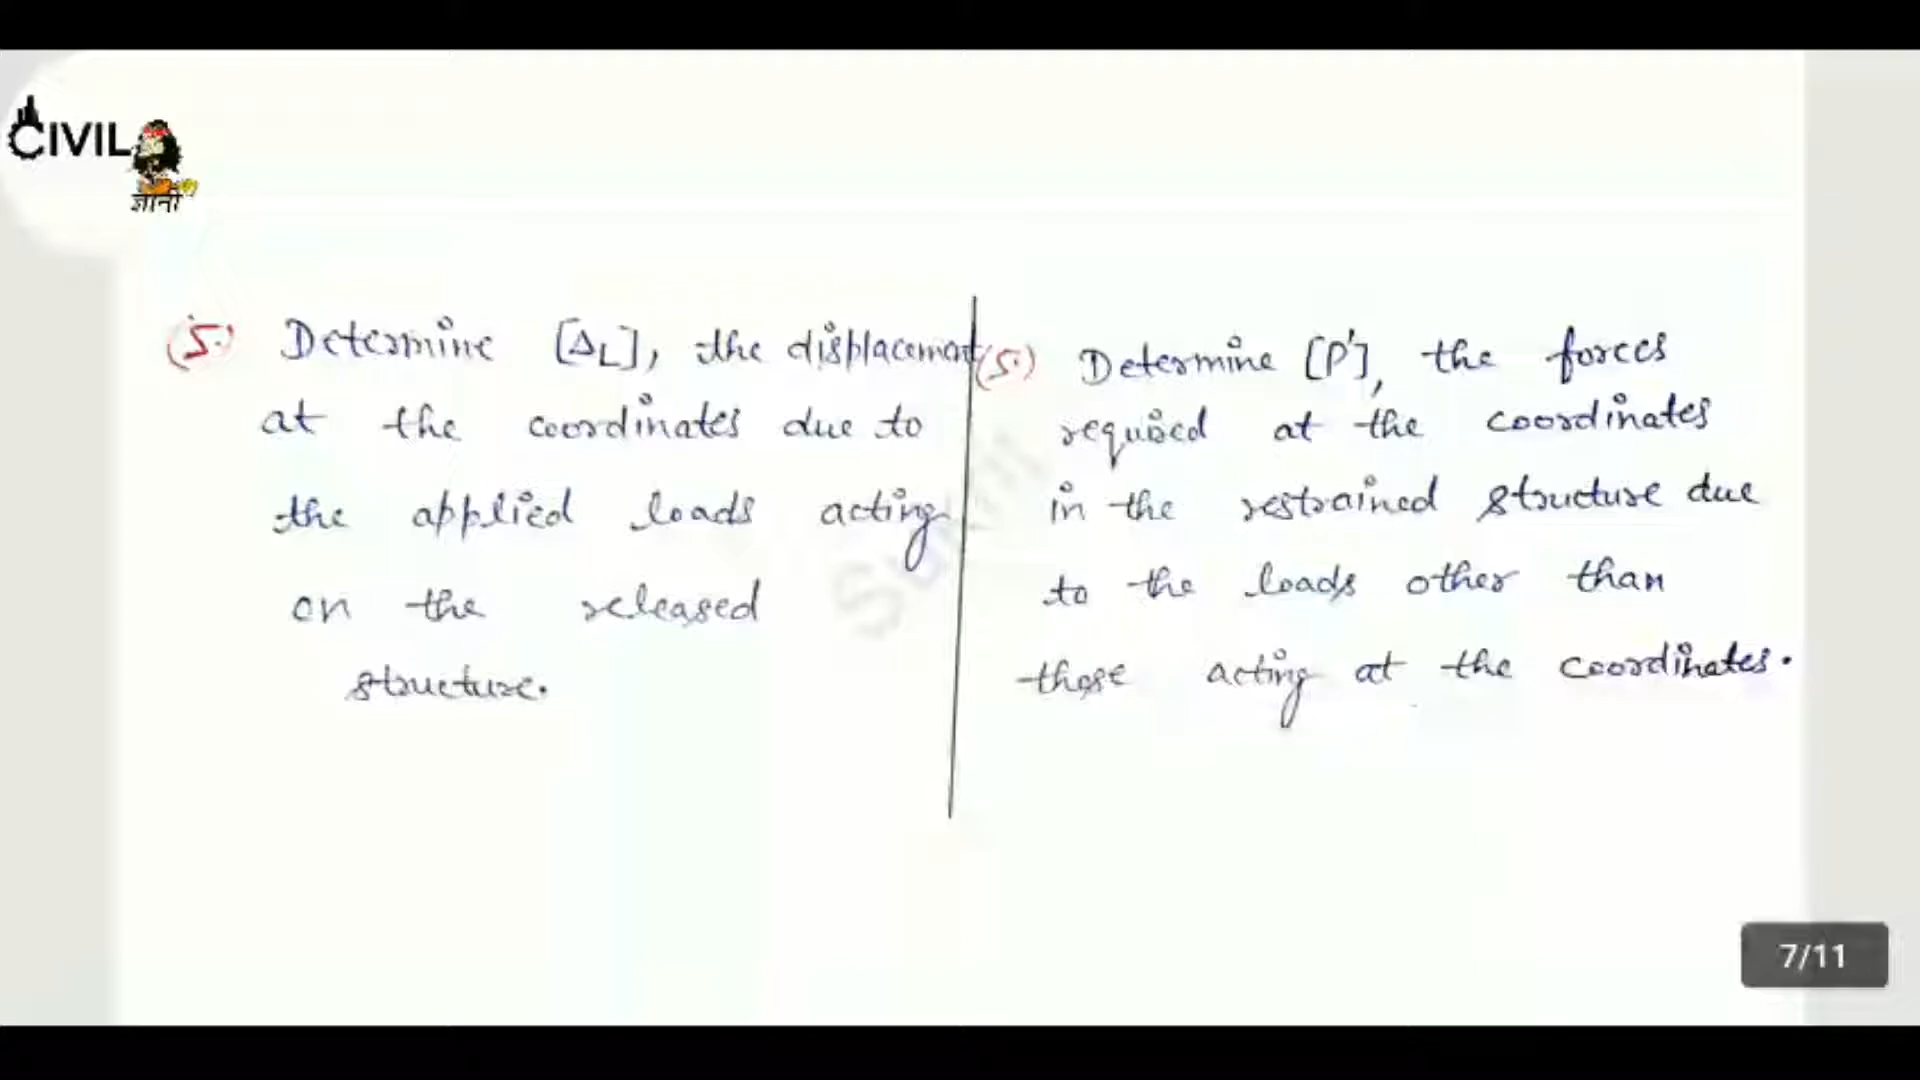 CIVIL
ज्ञानी
(5.) Determine [ΔL], the displacement
at the coordinates due to
the applied loads acting
on the released
structure.
(5.) Determine [P'], the forces
required at the coordinates
in the restrained structure due
to the loads other than
those acting at the coordinates.
7/11